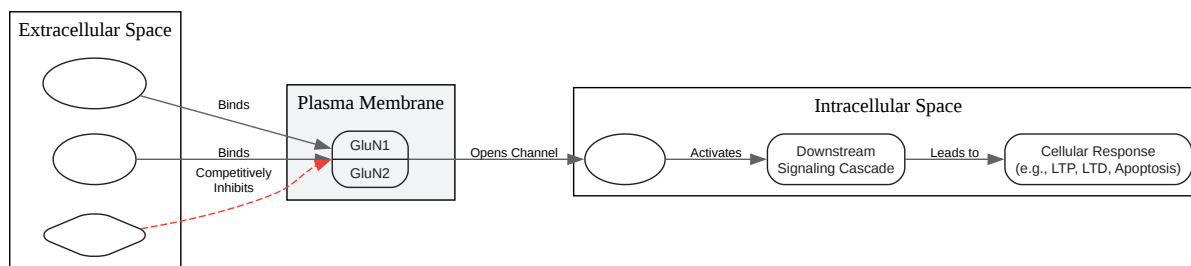 Extracellular Space
Binds
Binds
Competitively
Inhibits
Plasma Membrane
GluN1
GluN2
Opens Channel
Intracellular Space
Activates
Downstream
Signaling Cascade
Leads to
Cellular Response
(e.g., LTP, LTD, Apoptosis)